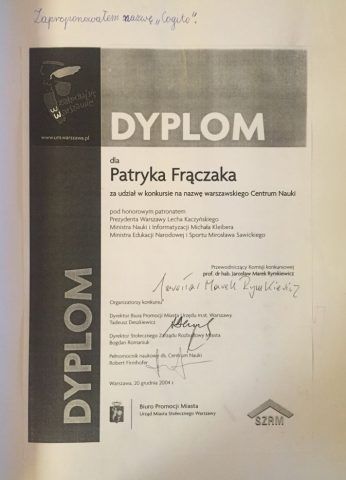 Zaproponowałem nazwę „Cogito".
www.um.warszawa.pl
DYPLOM
dla
Patryka Frączaka
za udział w konkursie na nazwę warszawskiego Centrum Nauki
pod honorowym patronatem
Prezydenta Warszawy Lecha Kaczyńskiego
Ministra Nauki i Informatyzacji Michała Kleibera
Ministra Edukacji Narodowej i Sportu Mirosława Sawickiego
Przewodniczący Komisji konkursowej
prof. dr hab. Jarosław Marek Rymkiewicz
Jarosław Marek Rymkiewicz
Organizatorzy konkursu
Dyrektor Biura Promocji Miasta Urzędu m.st. Warszawy
Tadeusz Deszkiewicz
Dyrektor Stołecznego Zarządu Rozbudowy Miasta
Bogdan Romaniuk
Pełnomocnik naukowy ds. Centrum Nauki
Robert Firmhofer
Warszawa, 20 grudnia 2004 r.
DYPLOM
Biuro Promocji Miasta
Urząd Miasta Stołecznego Warszawy
SZRM